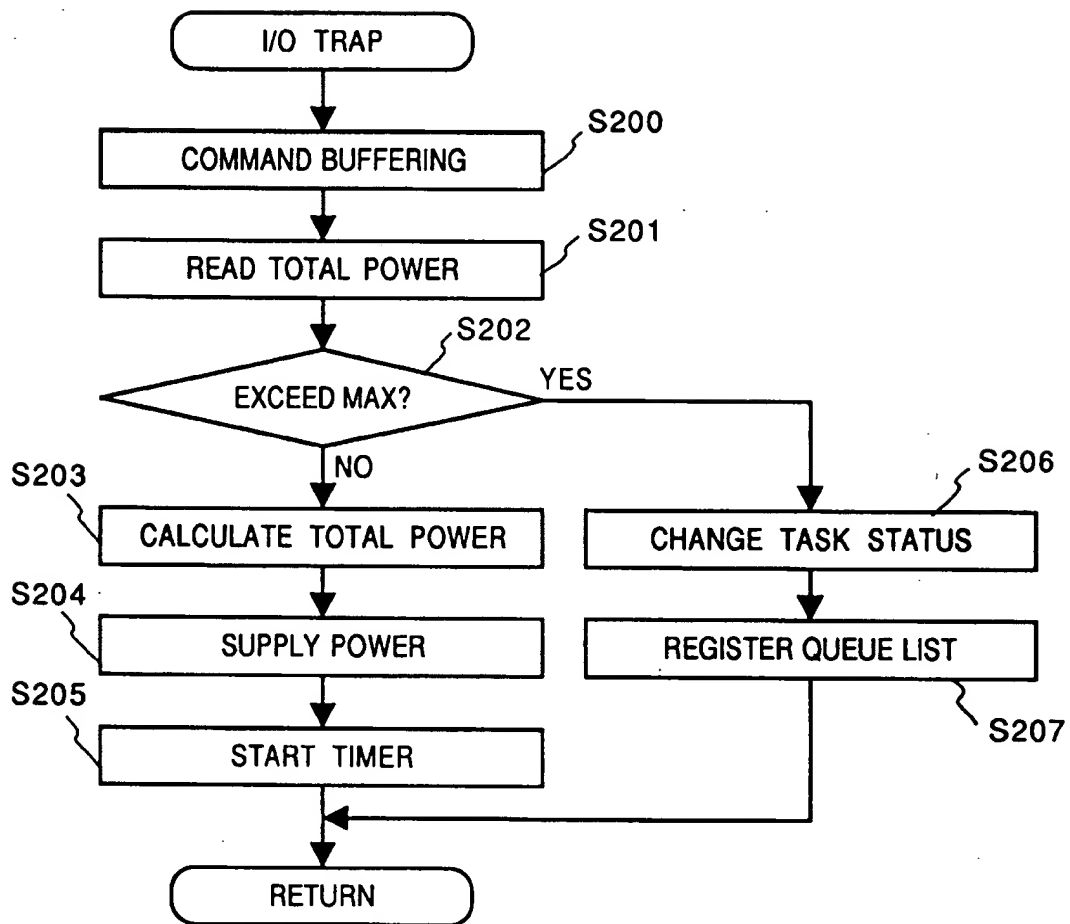 I/O TRAP
S200
COMMAND BUFFERING
S201
READ TOTAL POWER
S202
EXCEED MAX?
YES
NO
S203
CALCULATE TOTAL POWER
S206
CHANGE TASK STATUS
S204
SUPPLY POWER
REGISTER QUEUE LIST
S205
START TIMER
S207
RETURN